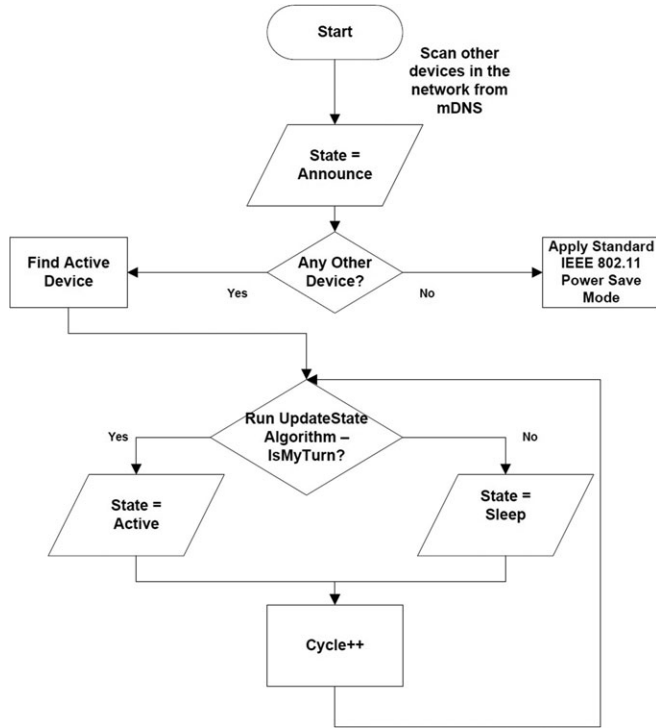 Start
Scan other
devices in the
network from
mDNS
State =
Announce
Find Active
Device
Any Other
Device?
Apply Standard
IEEE 802.11
Power Save
Mode
Yes
No
Run UpdateState
Algorithm –
IsMyTurn?
Yes
No
State =
Active
State =
Sleep
Cycle++